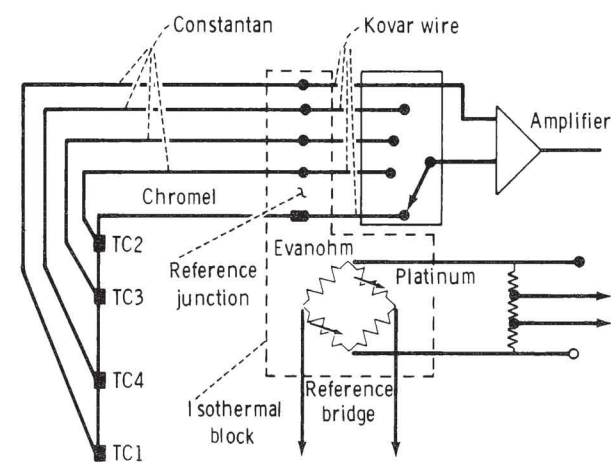 Constantan
Kovar wire
Amplifier
Chromel
TC2
Evanohm
Reference
junction
Platinum
TC3
TC4
Isothermal
block
Reference
bridge
TC1